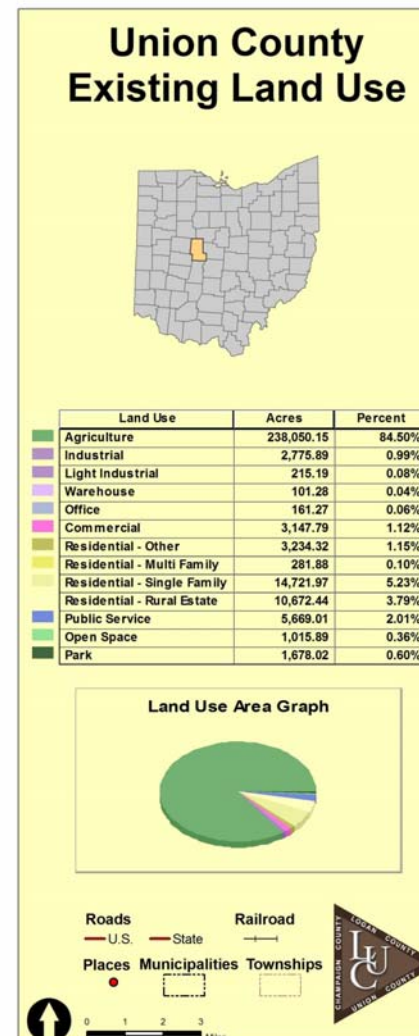 Union County
Existing Land Use
Land Use Acres Percent
Agriculture 238,050.15 84.50%
Industrial 2,775.89 0.99%
Light Industrial 215.19 0.08%
Warehouse 101.28 0.04%
Office 161.27 0.06%
Commercial 3,147.79 1.12%
Residential - Other 3,234.32 1.15%
Residential - Multi Family 281.88 0.10%
Residential - Single Family 14,721.97 5.23%
Residential - Rural Estate 10,672.44 3.79%
Public Service 5,669.01 2.01%
Open Space 1,015.89 0.36%
Park 1,678.02 0.60%
Land Use Area Graph
Roads Railroad
U.S. State
Places Municipalities Townships
LOGAN COUNTY
CHAMPAIGN COUNTY
LUC
UNION COUNTY
0 1 2 3